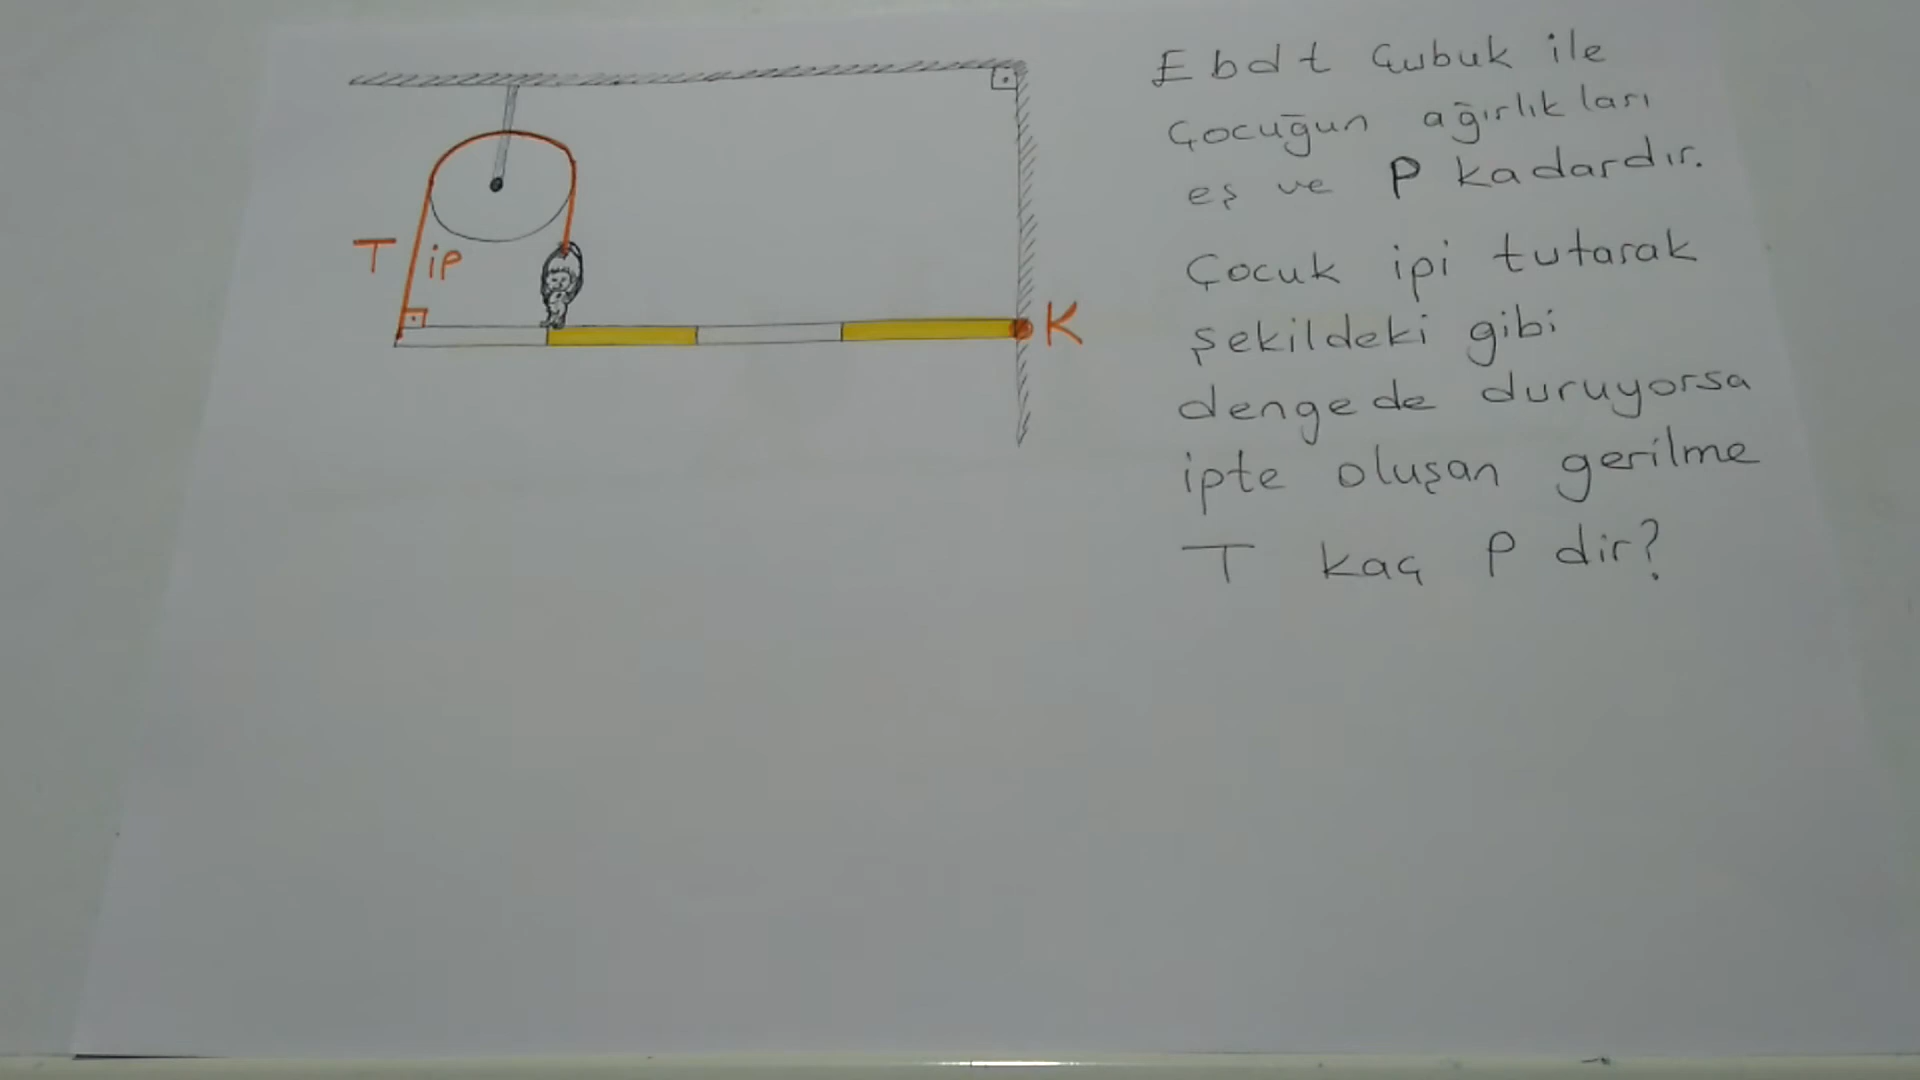 Ebdt Çubuk ile
Çocuğun ağırlıkları
eş ve P kadardır.
Çocuk ipi tutarak
şekildeki gibi
dengede duruyorsa
ipte oluşan gerilme
T kaç P dir?
T ip
K